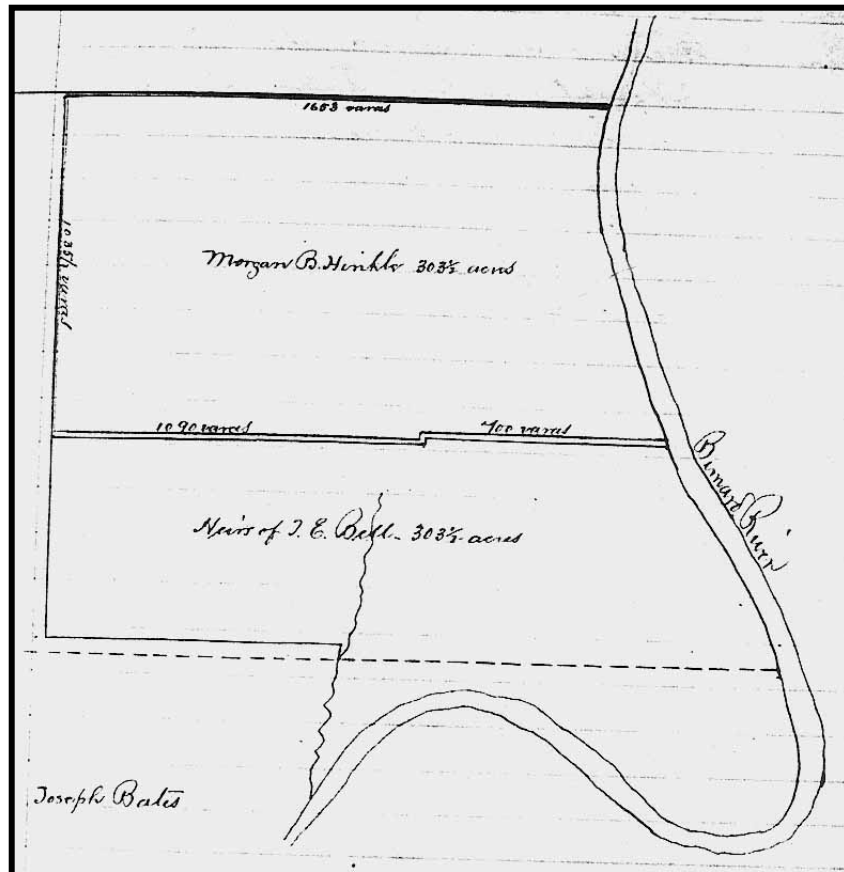 1653 varas
1035½ varas
Morgan B. Hinkle 303½ acres
1090 varas
700 varas
Bernard River
Heirs of J. E. Bell - 303½ acres
Joseph Bates